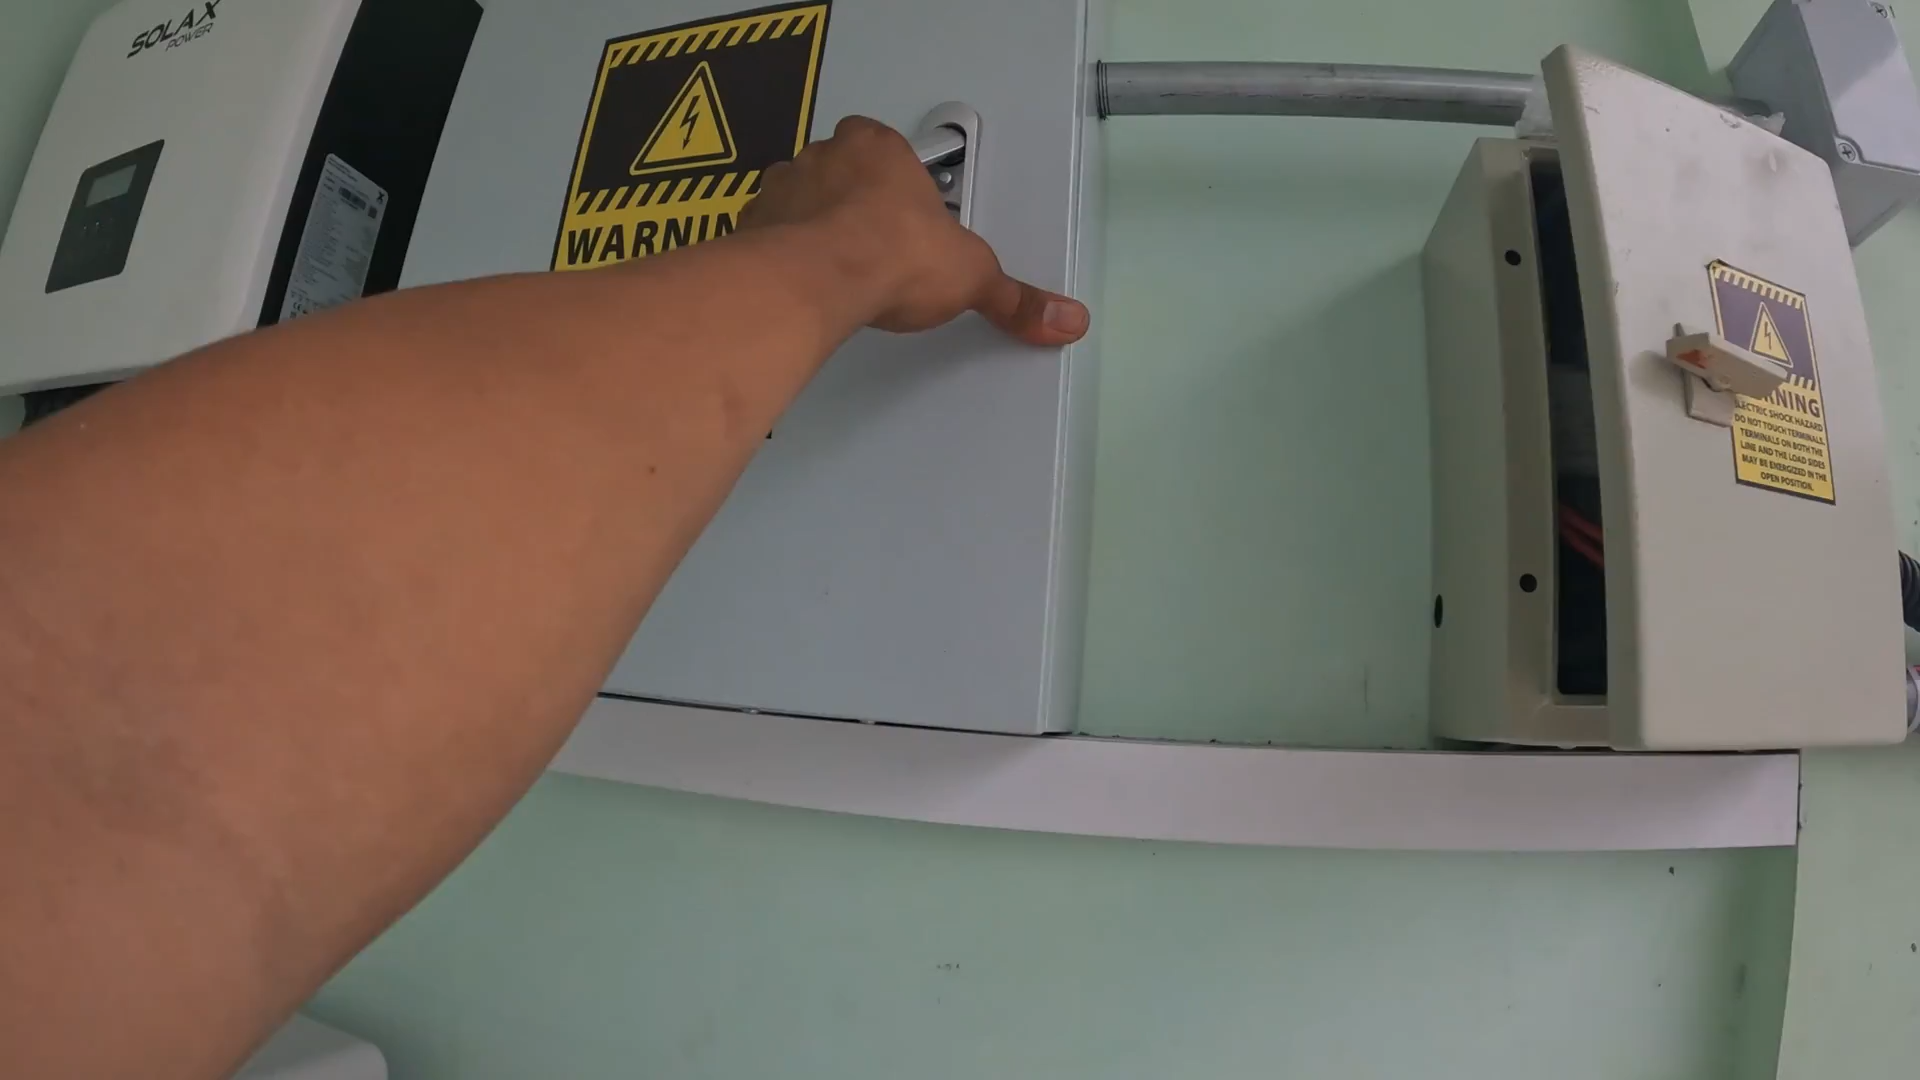 SOLAX
POWER
WARNIN
RNING
ELECTRIC SHOCK HAZARD
DO NOT TOUCH TERMINALS.
TERMINALS ON BOTH THE
LINE AND THE LOAD SIDES
MAY BE ENERGIZED IN THE
OPEN POSITION.